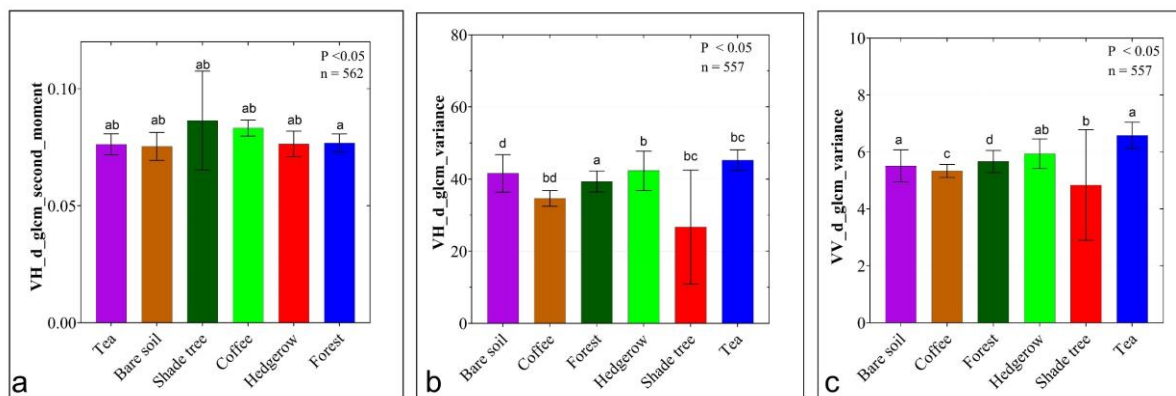 P <0.05
n = 562
VH_d_glcm_second_moment
0.10
0.05
0.00
ab
ab
ab
ab
ab
a
Tea
Bare soil
Shade tree
Coffee
Hedgerow
Forest
a
P < 0.05
n = 557
VH_d_glcm_variance
80
60
40
20
0
d
bd
a
b
bc
bc
Bare soil
Coffee
Forest
Hedgerow
Shade tree
Tea
b
P < 0.05
n = 557
VV_d_glcm_variance
10
8
6
4
2
0
a
c
d
ab
b
a
Bare soil
Coffee
Forest
Hedgerow
Shade tree
Tea
c